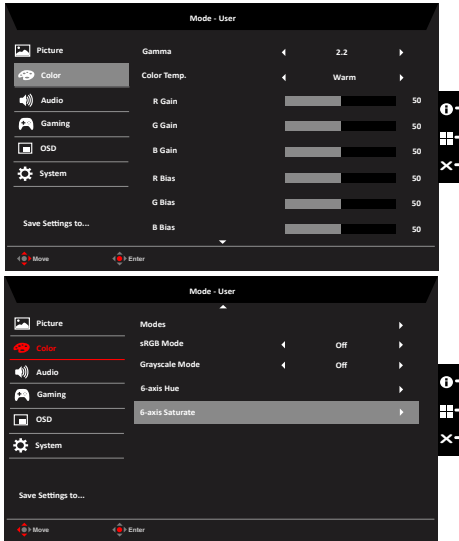 Mode - User
Picture
Gamma 2.2
Color
Color Temp. Warm
Audio
R Gain 50
Gaming
G Gain 50
OSD
B Gain 50
System
R Bias 50
G Bias 50
Save Settings to...
B Bias 50
Move Enter
Mode - User
Picture
Modes
Color
sRGB Mode Off
Audio
Grayscale Mode Off
Gaming
6-axis Hue
OSD
6-axis Saturate
System
Save Settings to...
Move Enter